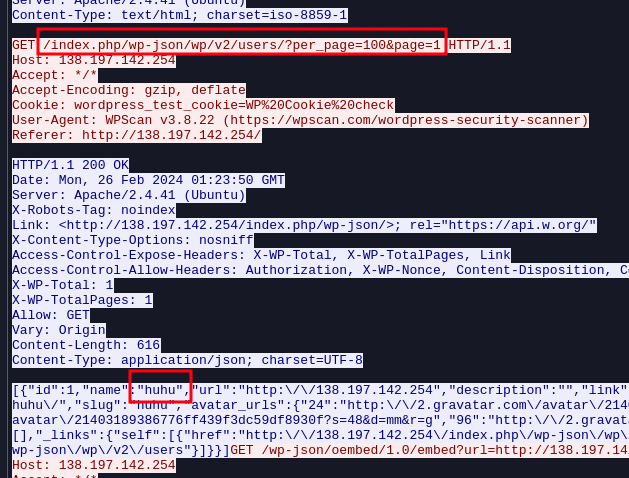 Server: Apache/2.4.41 (Ubuntu)
Content-Type: text/html; charset=iso-8859-1
GET /index.php/wp-json/wp/v2/users/?per_page=100&page=1 HTTP/1.1
Host: 138.197.142.254
Accept: */*
Accept-Encoding: gzip, deflate
Cookie: wordpress_test_cookie=WP%20Cookie%20check
User-Agent: WPScan v3.8.22 (https://wpscan.com/wordpress-security-scanner)
Referer: http://138.197.142.254/
HTTP/1.1 200 OK
Date: Mon, 26 Feb 2024 01:23:50 GMT
Server: Apache/2.4.41 (Ubuntu)
X-Robots-Tag: noindex
Link: <http://138.197.142.254/index.php/wp-json/>; rel="https://api.w.org/"
X-Content-Type-Options: nosniff
Access-Control-Expose-Headers: X-WP-Total, X-WP-TotalPages, Link
Access-Control-Allow-Headers: Authorization, X-WP-Nonce, Content-Disposition, Co
X-WP-Total: 1
X-WP-TotalPages: 1
Allow: GET
Vary: Origin
Content-Length: 616
Content-Type: application/json; charset=UTF-8
[{"id":1,"name":"huhu","url":"http:\/\/138.197.142.254","description":"","link"
huhu\/","slug":"huhu","avatar_urls":{"24":"http:\/\/2.gravatar.com\/avatar\/2140
avatar\/21403189386776ff439f3dc59df8930f?s=48&d=mm&r=g","96":"http:\/\/2.grava
[],"_links":{"self":[{"href":"http:\/\/138.197.142.254\/index.php\/wp-json\/wp\/
wp-json\/wp\/v2\/users"}]}}]GET /wp-json/oembed/1.0/embed?url=http://138.197.14
Host: 138.197.142.254
Accept: */*